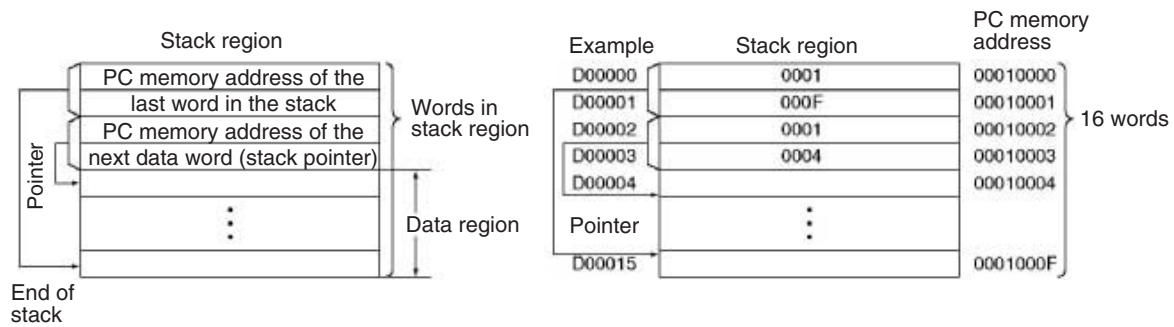 Stack region
PC memory address of the
last word in the stack
PC memory address of the
next data word (stack pointer)
Words in
stack region
Pointer
Data region
End of
stack
Example
Stack region
PC memory
address
D00000
0001
00010000
D00001
000F
00010001
D00002
0001
00010002
D00003
0004
00010003
D00004
00010004
Pointer
D00015
0001000F
16 words